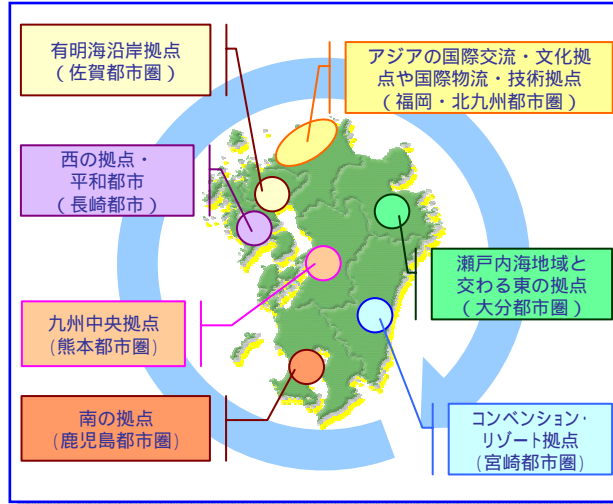 有明海沿岸拠点
(佐賀都市圏)
アジアの国際交流・文化拠
点や国際物流・技術拠点
(福岡・北九州都市圏)
西の拠点・
平和都市
(長崎都市)
瀬戸内海地域と
交わる東の拠点
(大分都市圏)
九州中央拠点
(熊本都市圏)
南の拠点
(鹿児島都市圏)
コンベンション・
リゾート拠点
(宮崎都市圏)